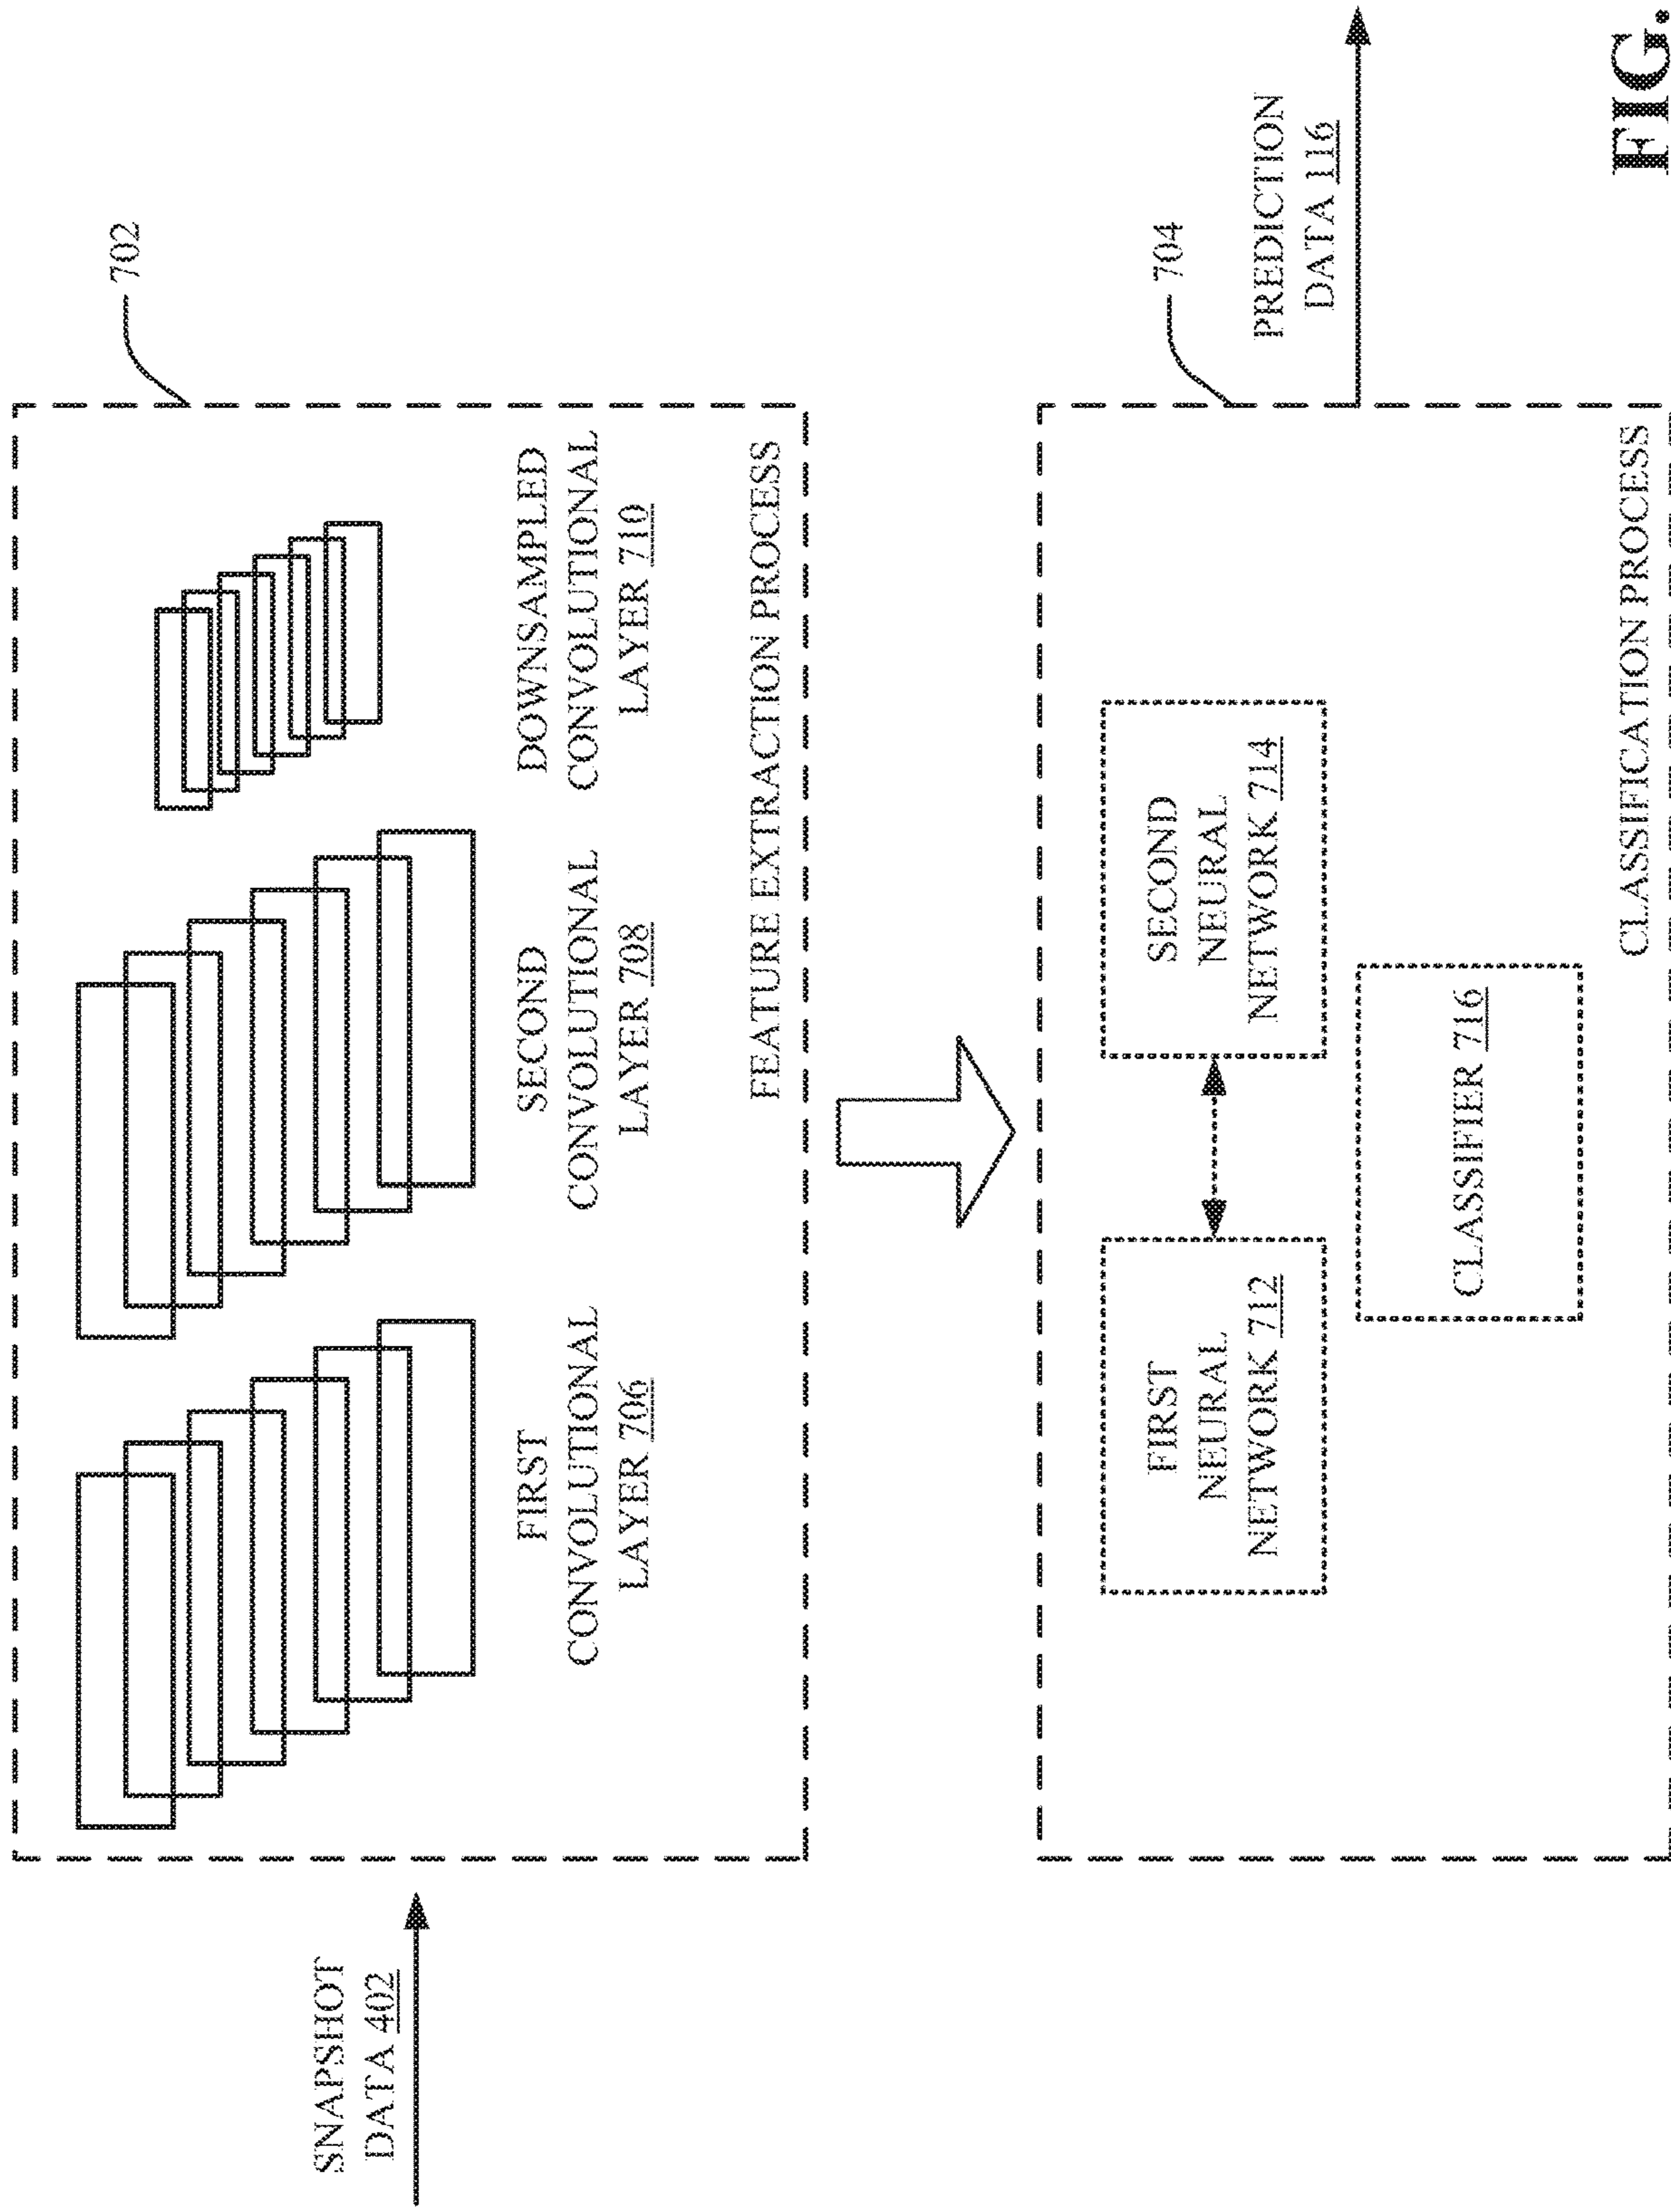 702
SNAPSHOT
DATA 402
FIRST
CONVOLUTIONAL
LAYER 706
SECOND
CONVOLUTIONAL
LAYER 708
DOWNSAMPLED
CONVOLUTIONAL
LAYER 710
FEATURE EXTRACTION PROCESS
704
FIRST
NEURAL
NETWORK 712
SECOND
NEURAL
NETWORK 714
CLASSIFIER 716
CLASSIFICATION PROCESS
PREDICTION
DATA 116
FIG.